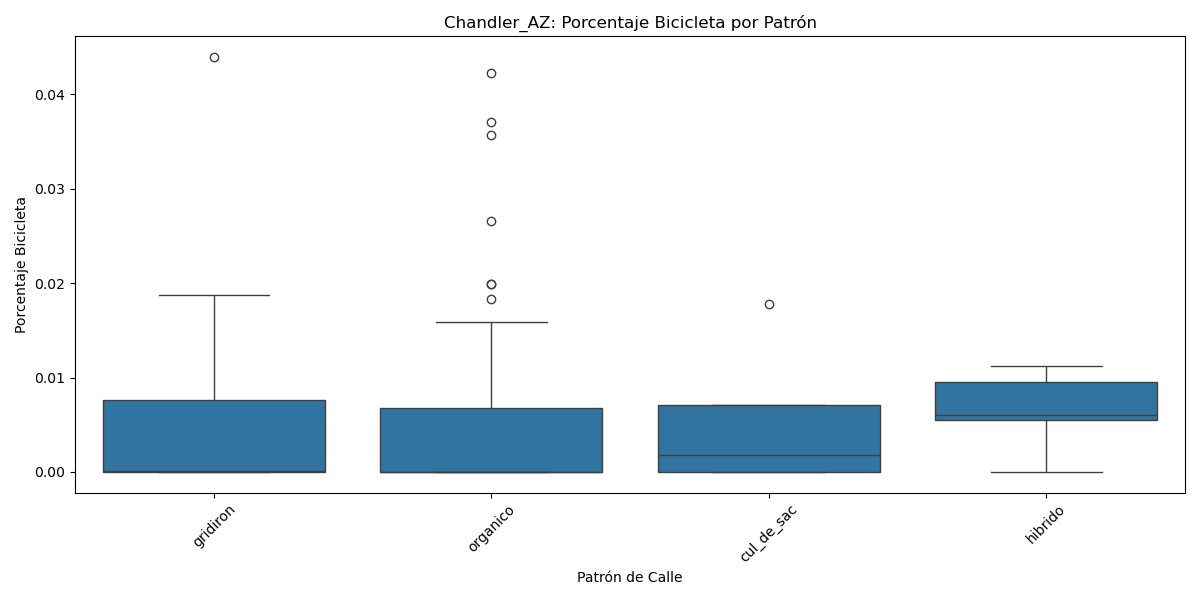 Chandler_AZ: Porcentaje Bicicleta por Patrón
Porcentaje Bicicleta
0.04
0.03
0.02
0.01
0.00
gridiron
organico
cul_de_sac
hibrido
Patrón de Calle